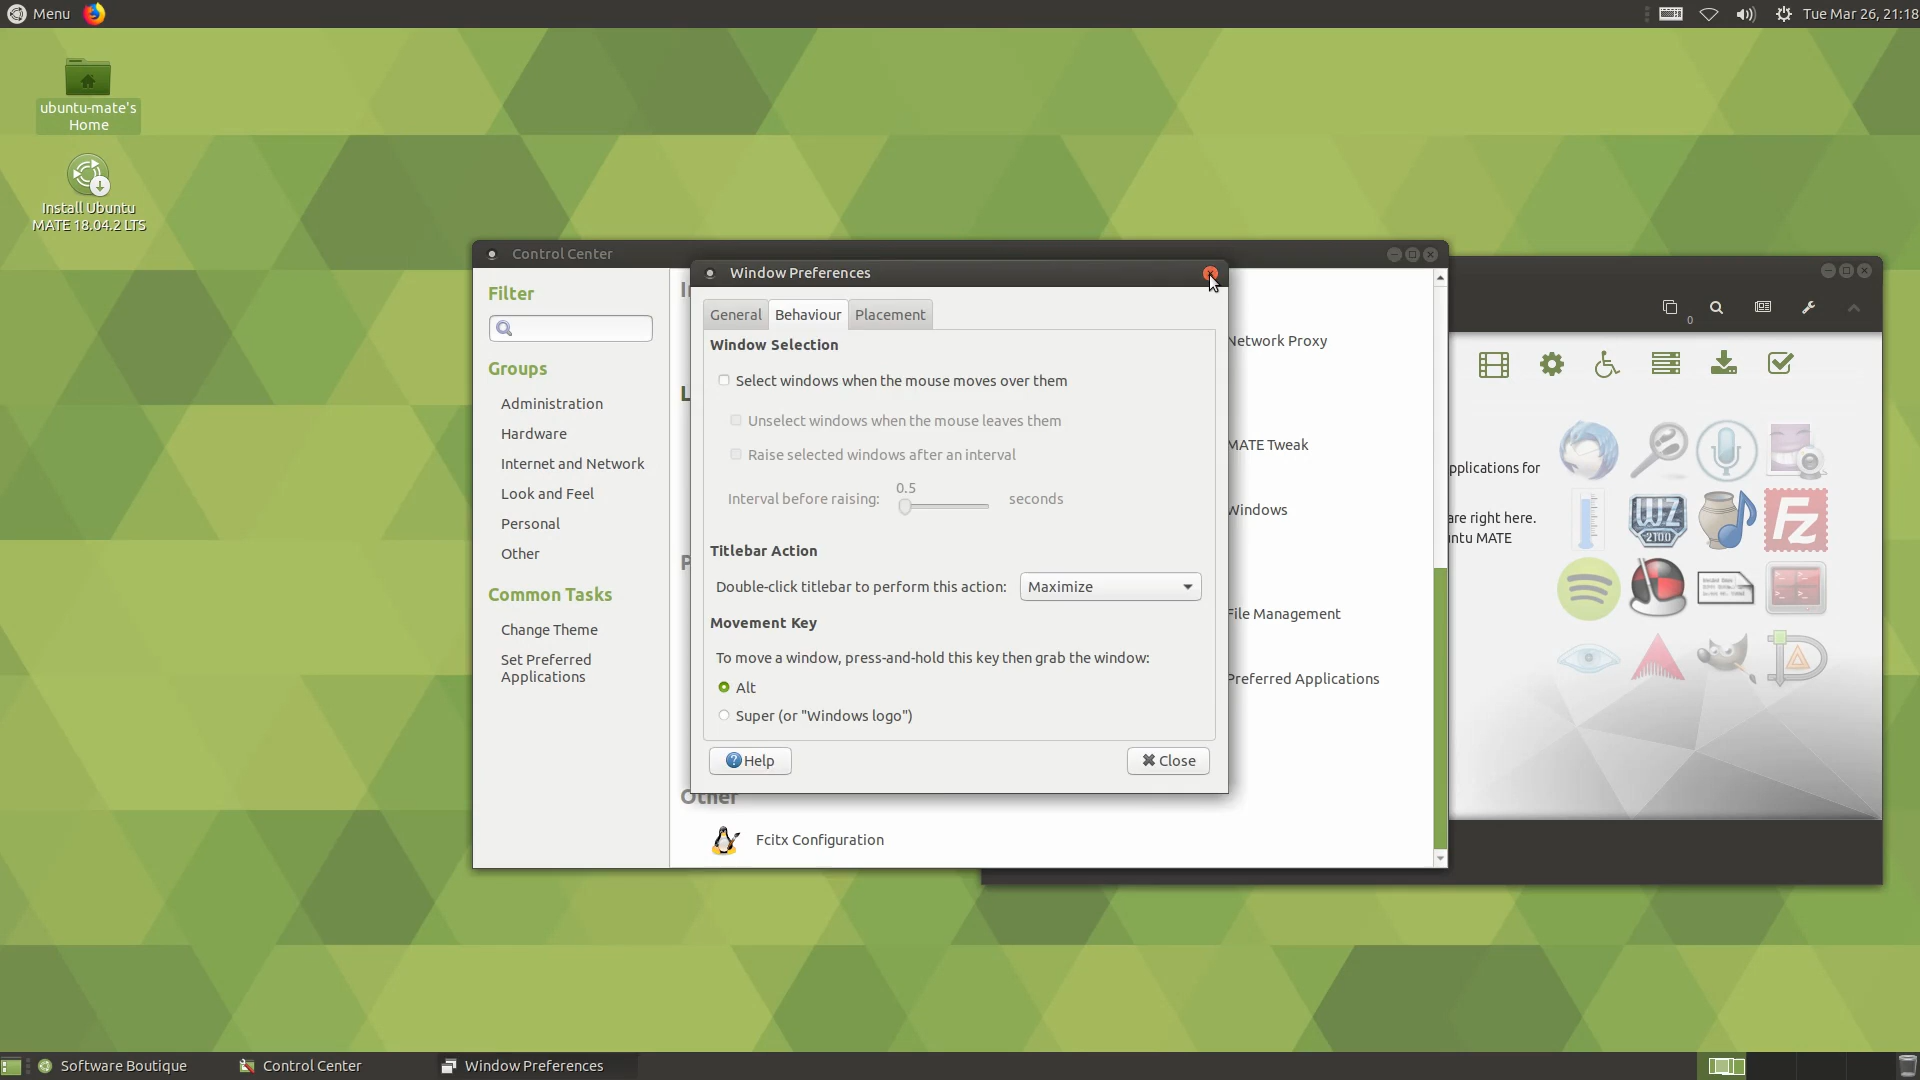 Menu
Tue Mar 26, 21:18
ubuntu-mate's
Home
Install Ubuntu
MATE 18.04.2 LTS
Control Center
Filter
Groups
Administration
Hardware
Internet and Network
Look and Feel
Personal
Other
Common Tasks
Change Theme
Set Preferred
Applications
Window Preferences
General
Behaviour
Placement
Window Selection
Select windows when the mouse moves over them
Unselect windows when the mouse leaves them
Raise selected windows after an interval
Interval before raising:
0.5
seconds
Titlebar Action
Double-click titlebar to perform this action:
Maximize
Movement Key
To move a window, press-and-hold this key then grab the window:
Alt
Super (or "Windows logo")
Help
Close
Network Proxy
MATE Tweak
Windows
File Management
Preferred Applications
Other
Fcitx Configuration
0
pplications for
are right here.
ntu MATE
WZ
2100
Fz
Software Boutique
Control Center
Window Preferences